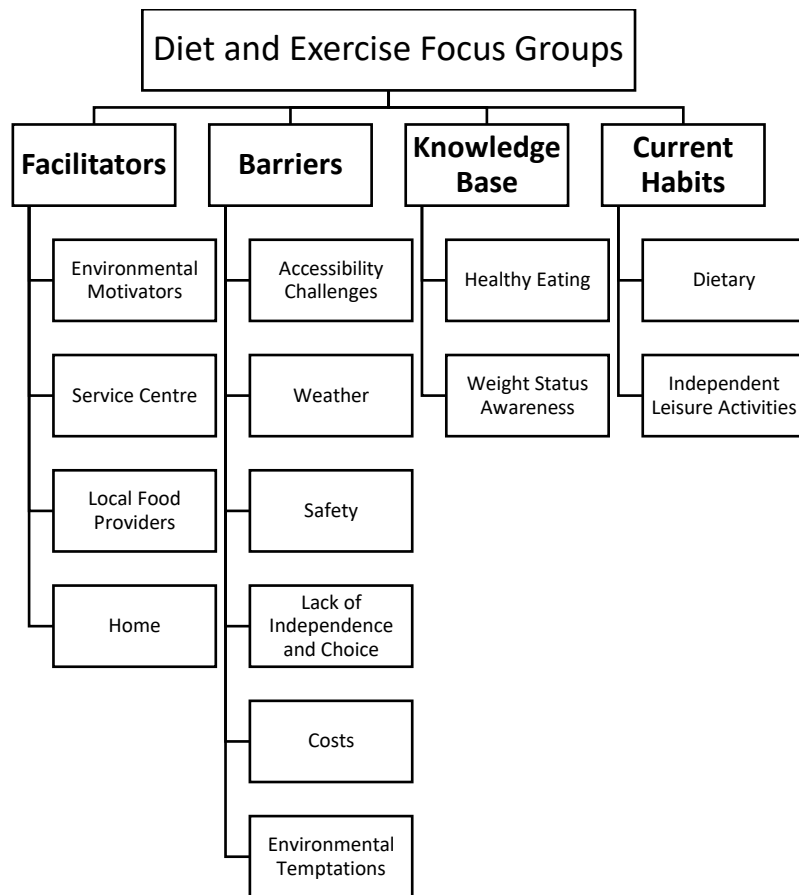 Diet and Exercise Focus Groups
Facilitators
Environmental
Motivators
Service Centre
Local Food
Providers
Home
Barriers
Accessibility
Challenges
Weather
Safety
Lack of
Independence
and Choice
Costs
Environmental
Temptations
Knowledge
Base
Healthy Eating
Weight Status
Awareness
Current
Habits
Dietary
Independent
Leisure Activities